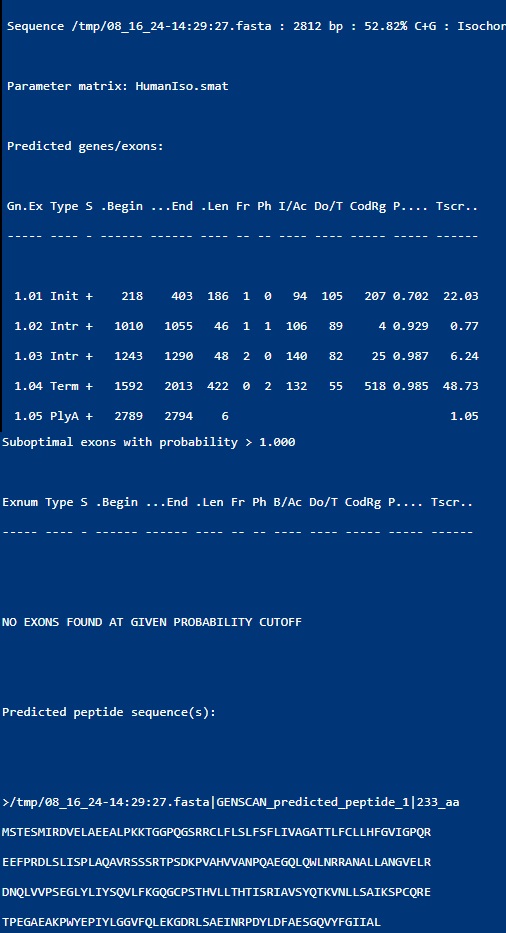 Sequence /tmp/08_16_24-14:29:27.fasta : 2812 bp : 52.82% C+G : Isochor
Parameter matrix: HumanIso.smat
Predicted genes/exons:
Gn.Ex Type S .Begin ...End .Len Fr Ph I/Ac Do/T CodRg P.... Tscr..
----- ---- - ------ ------ ---- -- -- ---- ---- ----- ----- ------
1.01 Init + 218 403 186 1 0 94 105 207 0.702 22.03
1.02 Intr + 1010 1055 46 1 1 106 89 4 0.929 0.77
1.03 Intr + 1243 1290 48 2 0 140 82 25 0.987 6.24
1.04 Term + 1592 2013 422 0 2 132 55 518 0.985 48.73
1.05 PlyA + 2789 2794 6 1.05
Suboptimal exons with probability > 1.000
Exnum Type S .Begin ...End .Len Fr Ph B/Ac Do/T CodRg P.... Tscr..
----- ---- - ------ ------ ---- -- -- ---- ---- ----- ----- ------
NO EXONS FOUND AT GIVEN PROBABILITY CUTOFF
Predicted peptide sequence(s):
>/tmp/08_16_24-14:29:27.fasta|GENSCAN_predicted_peptide_1|233_aa
MSTESMIRDVELAEEALPKKTGGPQGSRRCLFLSLFSFLIVAGATTLFCLLHFGVIGPQR
EEFPRDLSLISPLAQAVRSSSRTPSDKPVAHVVANPQAEGQLQWLNRRANALLANGVELR
DNQLVVPSEGLYLIYSQVLFKGQGCPSTHVLLTHTISRIAVSYQTKVNLLSAIKSPCQRE
TPEGAEAKPWYEPIYLGGVFQLEKGDRLSAEINRPDYLDFAESGQVYFGIIAL